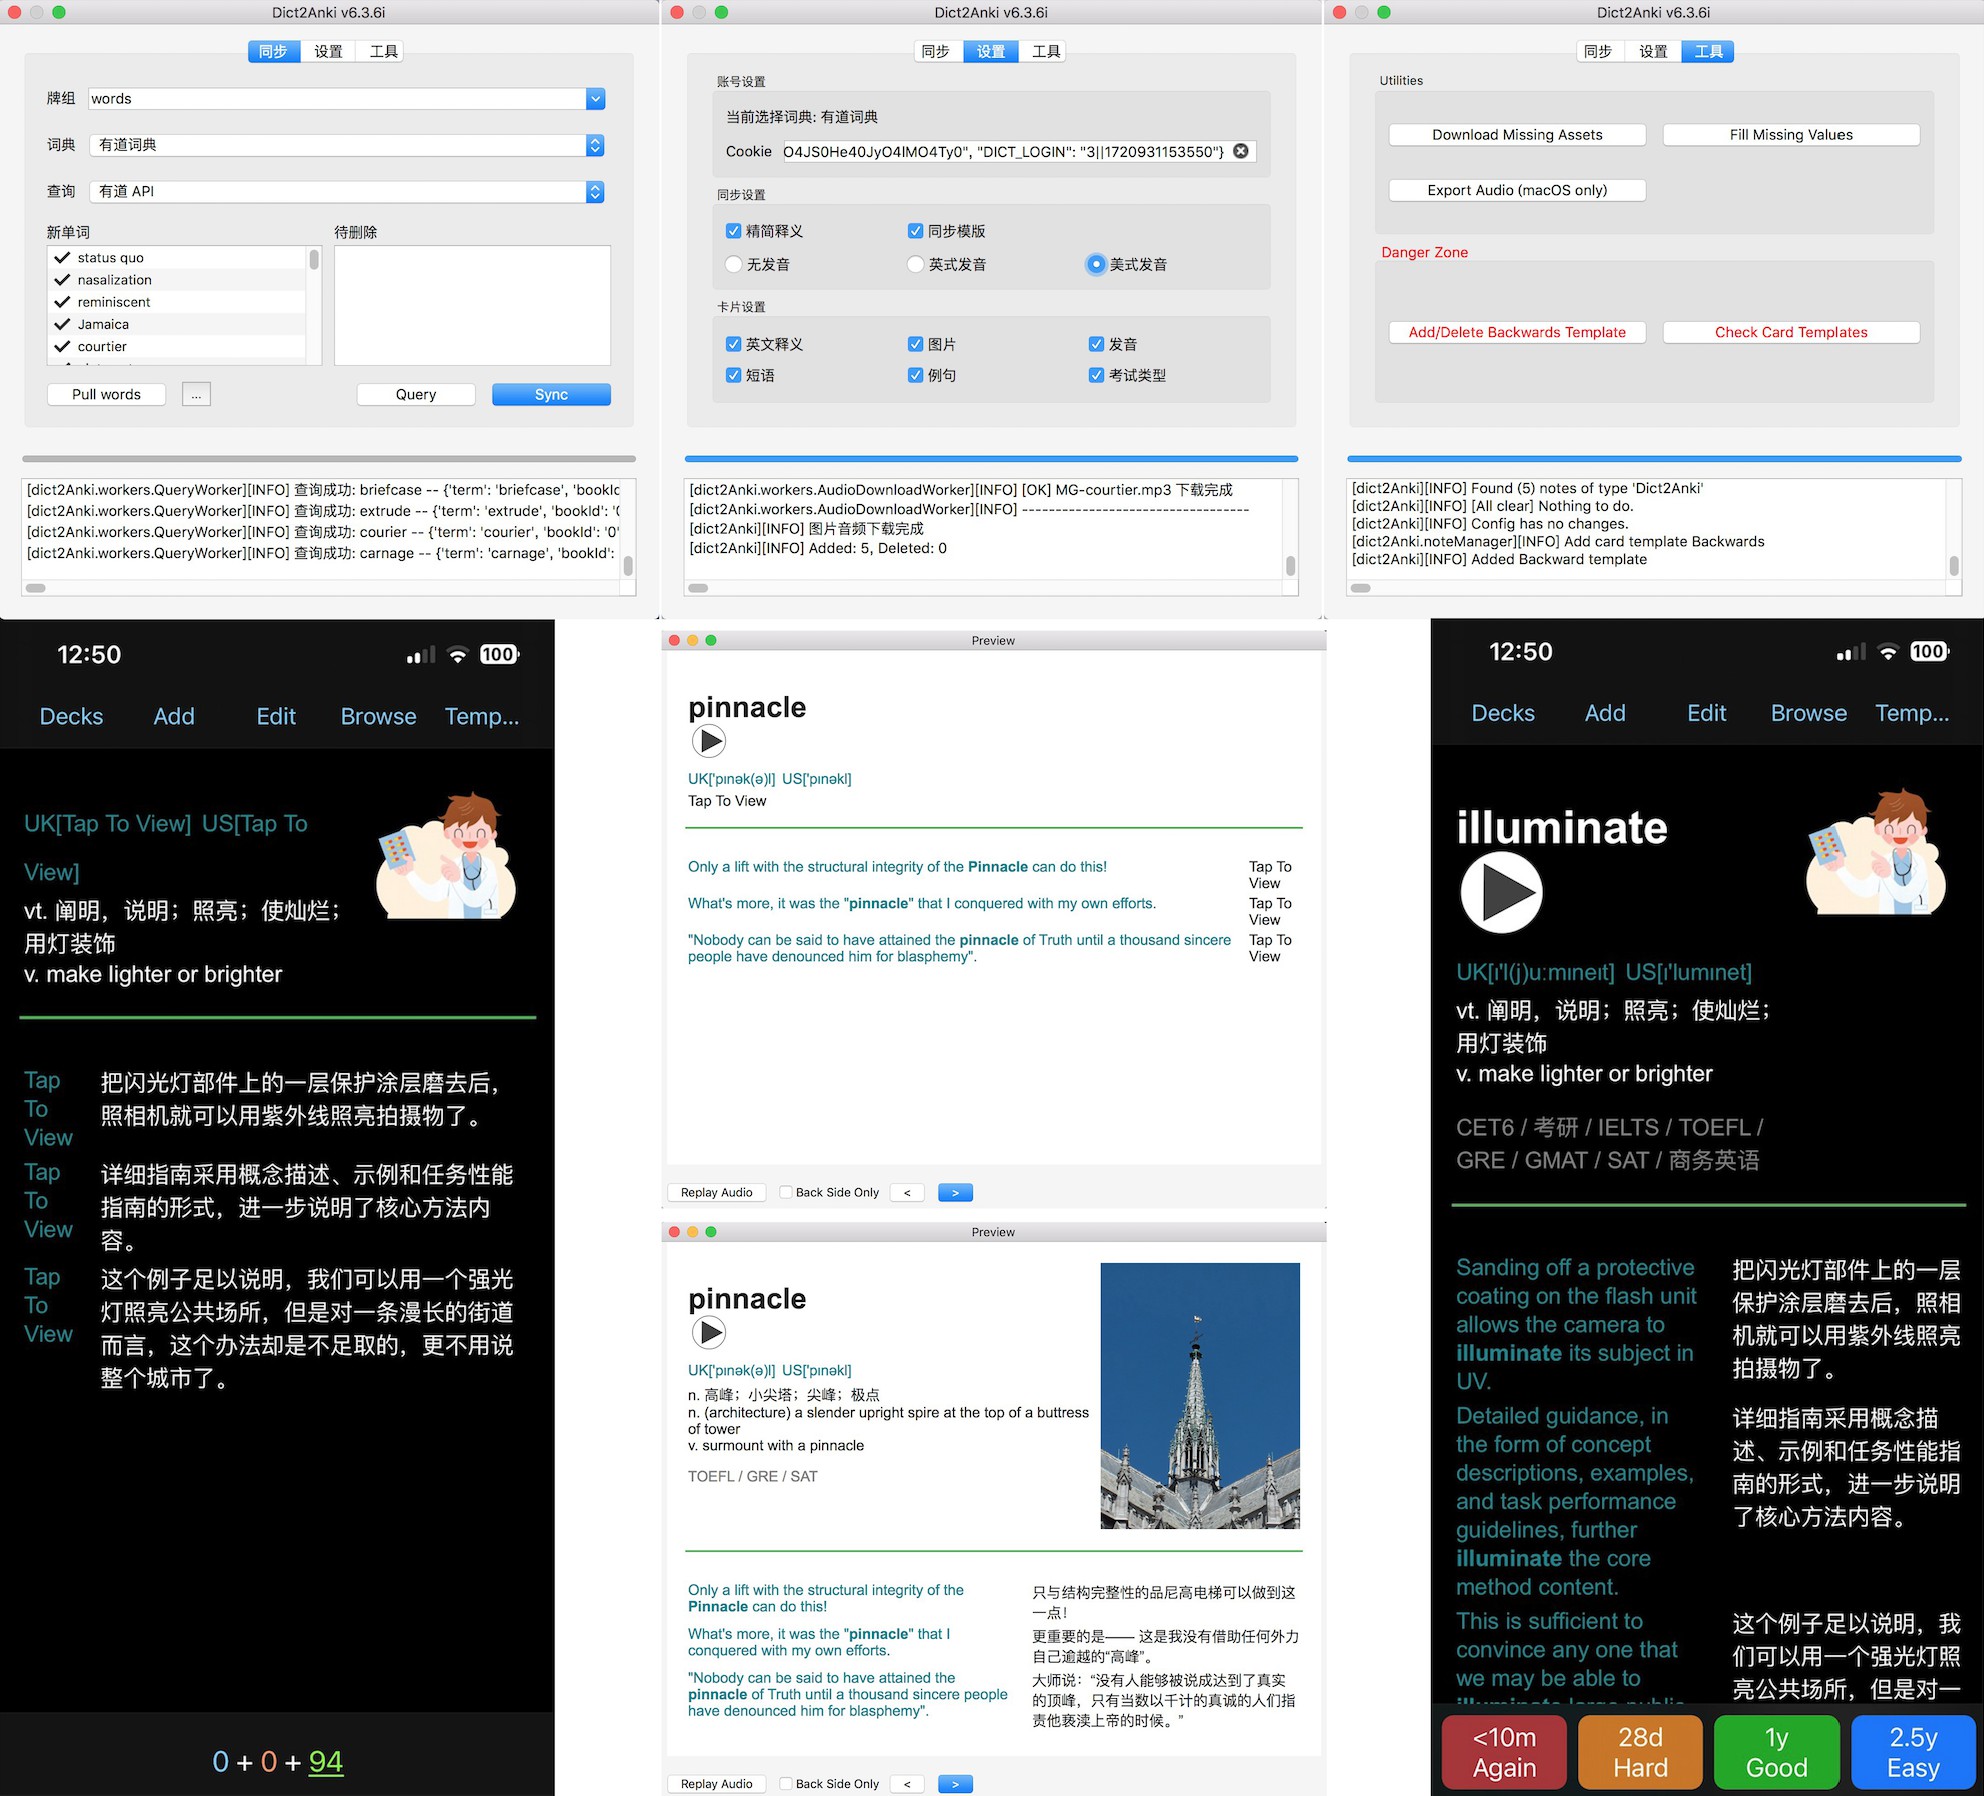 Dict2Anki v6.3.6i
同步 设置 工具
牌组 words
词典 有道词典
查询 有道 API
新单词 待删除
status quo
nasalization
reminiscent
Jamaica
courtier
Pull words ... Query Sync
[dict2Anki.workers.QueryWorker][INFO] 查询成功: briefcase -- {'term': 'briefcase', 'bookIc
[dict2Anki.workers.QueryWorker][INFO] 查询成功: extrude -- {'term': 'extrude', 'bookId': '(
[dict2Anki.workers.QueryWorker][INFO] 查询成功: courier -- {'term': 'courier', 'bookId': '0'
[dict2Anki.workers.QueryWorker][INFO] 查询成功: carnage -- {'term': 'carnage', 'bookId':
Dict2Anki v6.3.6i
同步 设置 工具
账号设置
当前选择词典: 有道词典
Cookie O4JS0He40JyO4IMO4Ty0", "DICT_LOGIN": "3||1720931153550"}
同步设置
精简释义 同步模版
无发音 英式发音 美式发音
卡片设置
英文释义 图片 发音
短语 例句 考试类型
[dict2Anki.workers.AudioDownloadWorker][INFO] [OK] MG-courtier.mp3 下载完成
[dict2Anki.workers.AudioDownloadWorker][INFO] ----------------------------------
[dict2Anki][INFO] 图片音频下载完成
[dict2Anki][INFO] Added: 5, Deleted: 0
Dict2Anki v6.3.6i
同步 设置 工具
Utilities
Download Missing Assets Fill Missing Values
Export Audio (macOS only)
Danger Zone
Add/Delete Backwards Template Check Card Templates
[dict2Anki][INFO] Found (5) notes of type 'Dict2Anki'
[dict2Anki][INFO] [All clear] Nothing to do.
[dict2Anki][INFO] Config has no changes.
[dict2Anki.noteManager][INFO] Add card template Backwards
[dict2Anki][INFO] Added Backward template
12:50 100
Decks Add Edit Browse Temp...
UK[Tap To View] US[Tap To
View]
vt. 阐明，说明；照亮；使灿烂；
用灯装饰
v. make lighter or brighter
Tap
To
View
把闪光灯部件上的一层保护涂层磨去后，
照相机就可以用紫外线照亮拍摄物了。
Tap
To
View
详细指南采用概念描述、示例和任务性能
指南的形式，进一步说明了核心方法内
容。
Tap
To
View
这个例子足以说明，我们可以用一个强光
灯照亮公共场所，但是对一条漫长的街道
而言，这个办法却是不足取的，更不用说
整个城市了。
0 + 0 + 94
Preview
pinnacle
UK['pɪnək(ə)l] US['pɪnəkl]
Tap To View
Only a lift with the structural integrity of the Pinnacle can do this!
Tap To
View
What's more, it was the "pinnacle" that I conquered with my own efforts.
Tap To
View
"Nobody can be said to have attained the pinnacle of Truth until a thousand sincere
people have denounced him for blasphemy".
Tap To
View
Replay Audio Back Side Only < >
Preview
pinnacle
UK['pɪnək(ə)l] US['pɪnəkl]
n. 高峰；小尖塔；尖峰；极点
n. (architecture) a slender upright spire at the top of a buttress
of tower
v. surmount with a pinnacle
TOEFL / GRE / SAT
Only a lift with the structural integrity of the
Pinnacle can do this!
只与结构完整性的品尼高电梯可以做到这
一点！
What's more, it was the "pinnacle" that I
conquered with my own efforts.
更重要的是—— 这是我没有借助任何外力
自己逾越的“高峰”。
"Nobody can be said to have attained the
pinnacle of Truth until a thousand sincere people
have denounced him for blasphemy".
大师说：“没有人能够被说成达到了真实
的顶峰，只有当数以千计的真诚的人们指
责他亵渎上帝的时候。”
Replay Audio Back Side Only < >
12:50 100
Decks Add Edit Browse Temp...
illuminate
UK[ɪ'l(j)uːmɪneɪt] US[ɪ'lumɪnet]
vt. 阐明，说明；照亮；使灿烂；
用灯装饰
v. make lighter or brighter
CET6 / 考研 / IELTS / TOEFL /
GRE / GMAT / SAT / 商务英语
Sanding off a protective
coating on the flash unit
allows the camera to
illuminate its subject in
UV.
把闪光灯部件上的一层
保护涂层磨去后，照相
机就可以用紫外线照亮
拍摄物了。
Detailed guidance, in
the form of concept
descriptions, examples,
and task performance
guidelines, further
illuminate the core
method content.
详细指南采用概念描
述、示例和任务性能指
南的形式，进一步说明
了核心方法内容。
This is sufficient to
convince any one that
we may be able to
illuminate large public
这个例子足以说明，我
们可以用一个强光灯照
亮公共场所，但是对一
<10m 28d 1y 2.5y
Again Hard Good Easy